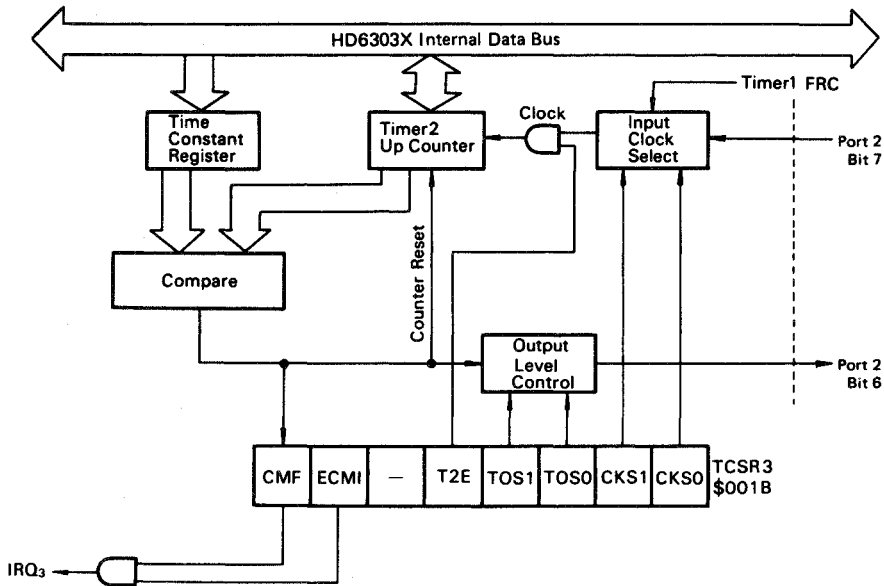 HD6303X Internal Data Bus
Timer1 FRC
Time
Constant
Register
Timer2
Up Counter
Clock
Input
Clock
Select
Port 2
Bit 7
Counter Reset
Compare
Output
Level
Control
Port 2
Bit 6
CMF
ECMI
—
T2E
TOS1
TOS0
CKS1
CKS0
TCSR3
$001B
IRQ3